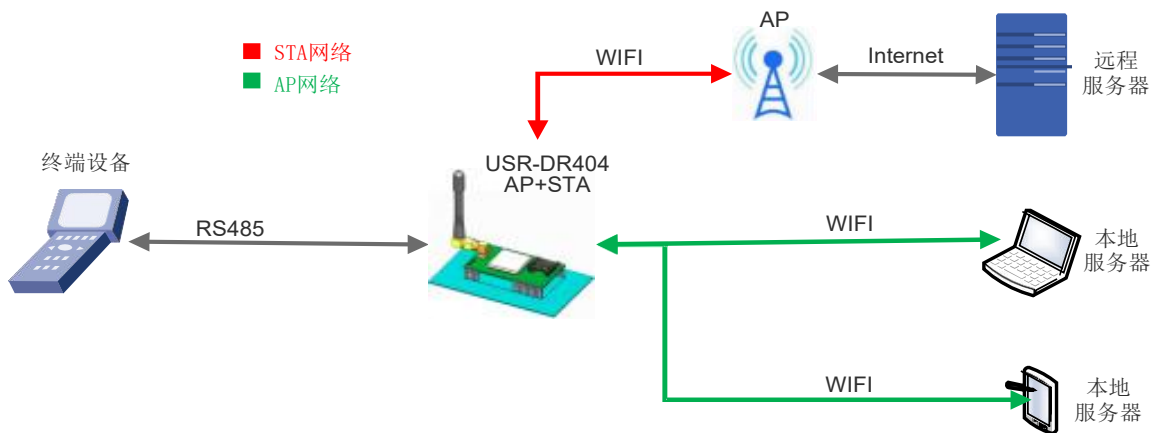 AP
STA网络
AP网络
WIFI
Internet
远程
服务器
终端设备
USR-DR404
AP+STA
RS485
WIFI
本地
服务器
WIFI
本地
服务器